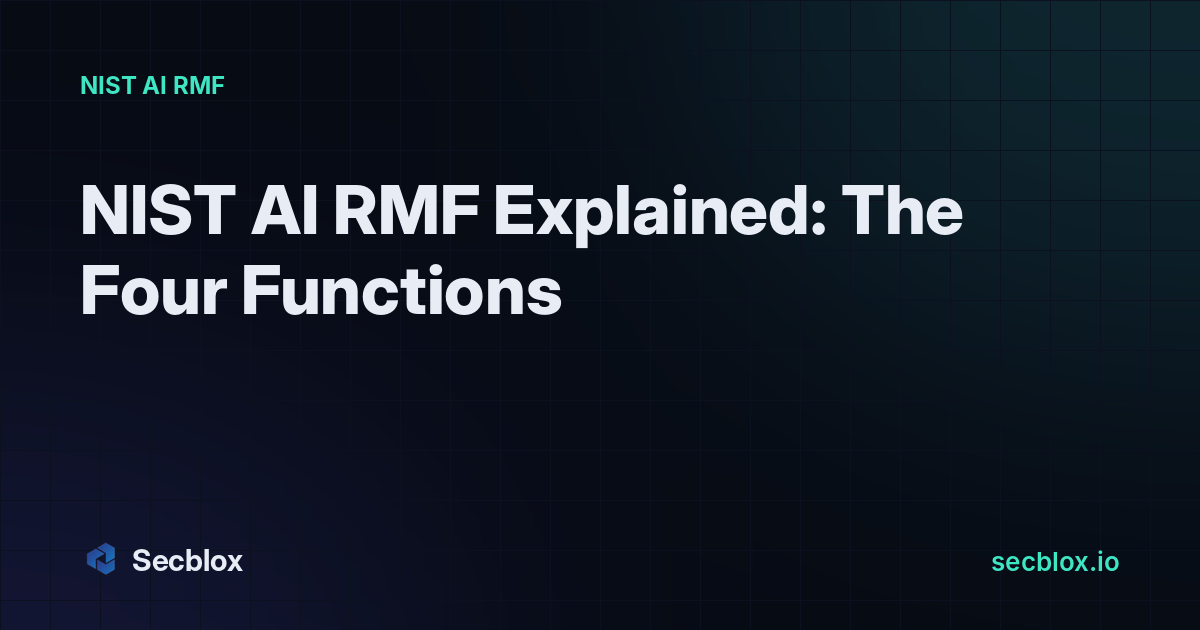 NIST AI RMF
NIST AI RMF Explained: The
Four Functions
Secblox
secblox.io